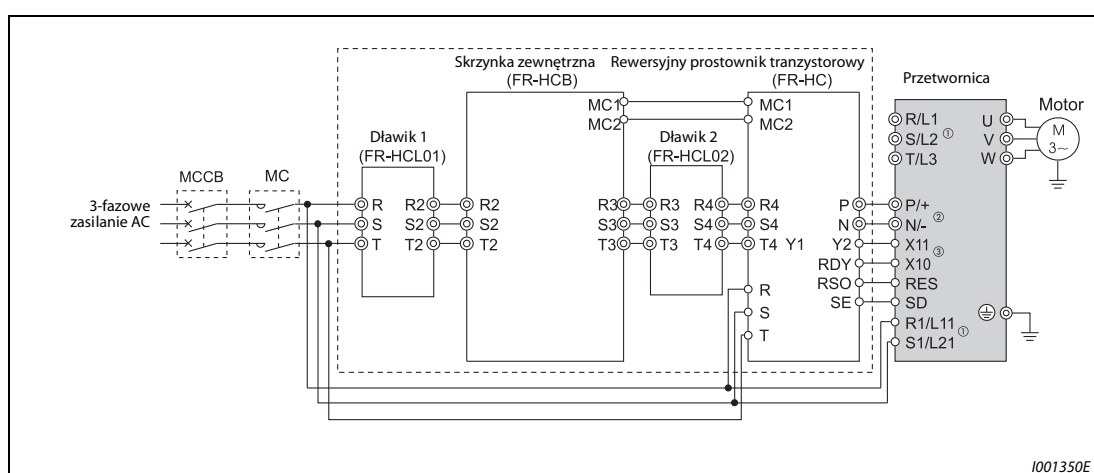 Skrzynka zewnętrzna
(FR-HCB)
Rewersyjny prostownik tranzystorowy
(FR-HC)
Przetwornica
Motor
MC1
MC2
MC1
MC2
Dławik 1
(FR-HCL01)
Dławik 2
(FR-HCL02)
R/L1
S/L2 ①
T/L3
U
V
W
M
3~
MCCB
MC
3-fazowe
zasilanie AC
R R2 R2 R3 R3 R4 R4 P P/+
S S2 S2 S3 S3 S4 S4 N N/- ②
T T2 T2 T3 T3 T4 T4 Y1 Y2 X11 ③
RDY X10
RSO RES
SE SD
R
S
T
R1/L11 ①
S1/L21
I001350E